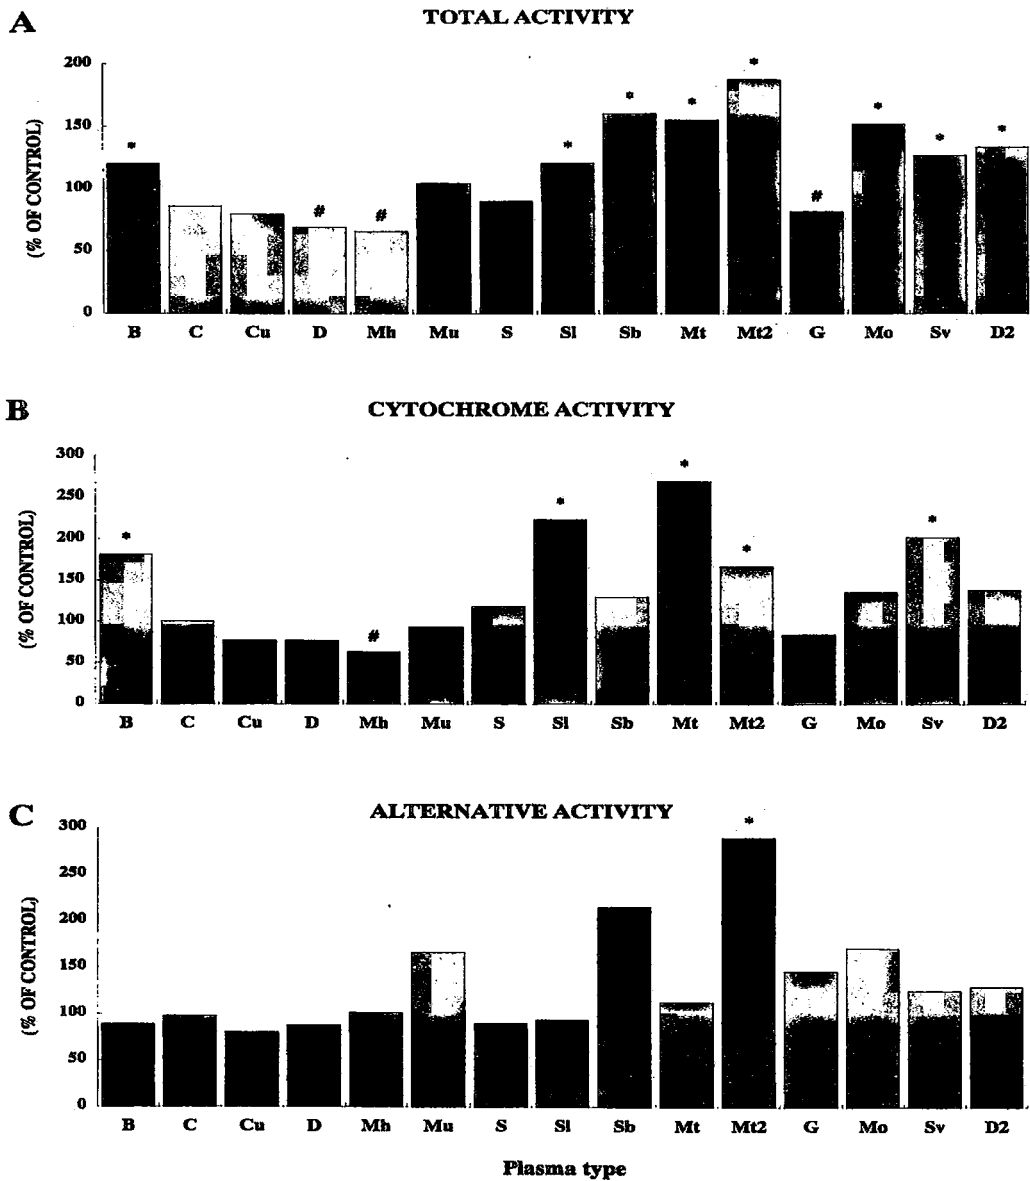 A
TOTAL ACTIVITY
(% OF CONTROL)
200
150
100
50
0
* # # * * * * # * * *
B C Cu D Mh Mu S Sl Sb Mt Mt2 G Mo Sv D2
B
CYTOCHROME ACTIVITY
(% OF CONTROL)
300
250
200
150
100
50
0
* # * * * *
B C Cu D Mh Mu S Sl Sb Mt Mt2 G Mo Sv D2
C
ALTERNATIVE ACTIVITY
(% OF CONTROL)
300
250
200
150
100
50
0
*
B C Cu D Mh Mu S Sl Sb Mt Mt2 G Mo Sv D2
Plasma type